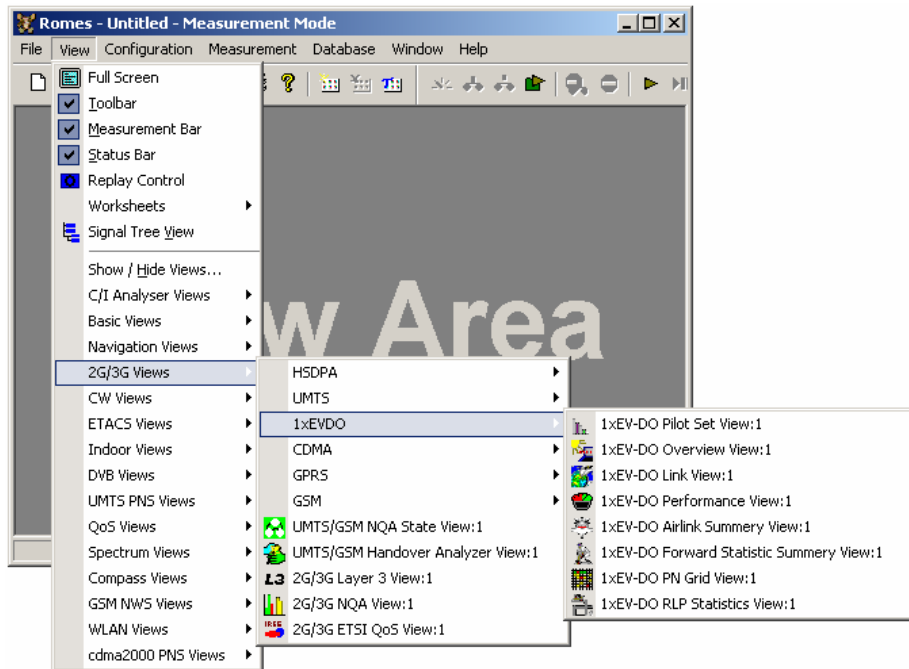 Romes - Untitled - Measurement Mode
File View Configuration Measurement Database Window Help
Full Screen
Toolbar
Measurement Bar
Status Bar
Replay Control
Worksheets
Signal Tree View
Show / Hide Views...
C/I Analyser Views
Basic Views
Navigation Views
2G/3G Views
CW Views
ETACS Views
Indoor Views
DVB Views
UMTS PNS Views
QoS Views
Spectrum Views
Compass Views
GSM NWS Views
WLAN Views
cdma2000 PNS Views
Area
HSDPA
UMTS
1xEVDO
CDMA
GPRS
GSM
UMTS/GSM NQA State View:1
UMTS/GSM Handover Analyzer View:1
L3 2G/3G Layer 3 View:1
2G/3G NQA View:1
2G/3G ETSI QoS View:1
1xEV-DO Pilot Set View:1
1xEV-DO Overview View:1
1xEV-DO Link View:1
1xEV-DO Performance View:1
1xEV-DO Airlink Summery View:1
1xEV-DO Forward Statistic Summery View:1
1xEV-DO PN Grid View:1
1xEV-DO RLP Statistics View:1